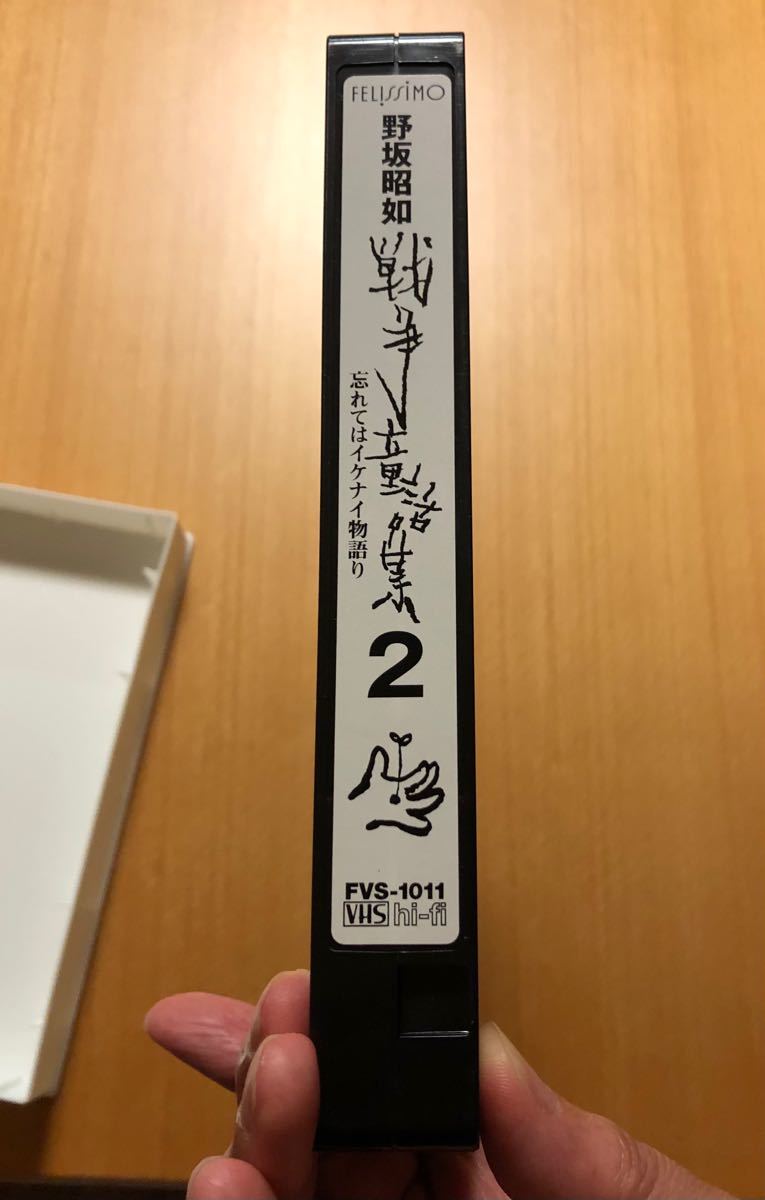 FELISSIMO
野坂昭如
戦争童話集
忘れてはイケナイ物語り
2
FVS-1011
VHS hi-fi